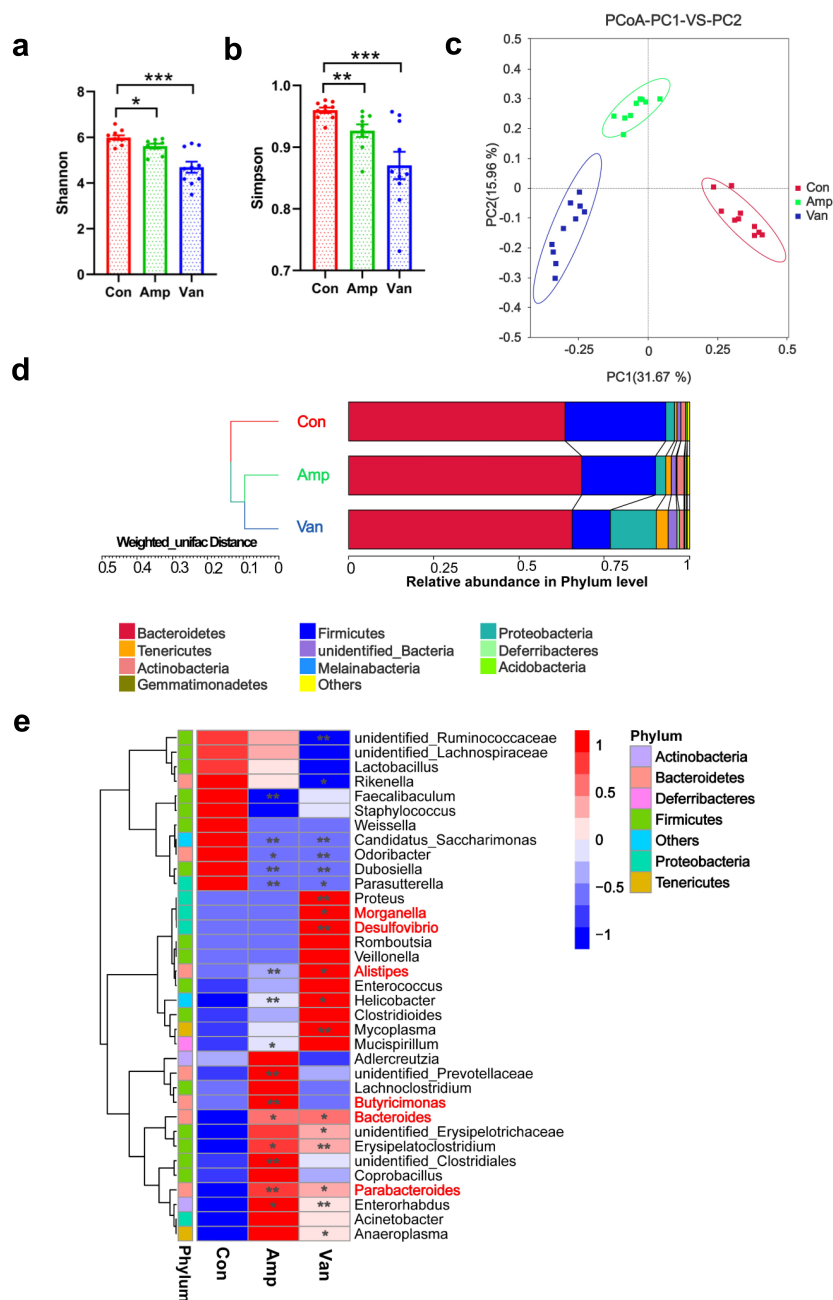 a
b
c
***
*
Shannon
8
6
4
2
0
Con Amp Van
***
**
Simpson
1.0
0.9
0.8
0.7
Con Amp Van
PCoA-PC1-VS-PC2
PC2(15.96 %)
0.5
0.4
0.3
0.2
0.1
0
-0.1
-0.2
-0.3
-0.4
-0.5
-0.25 0 0.25 0.5
PC1(31.67 %)
Con
Amp
Van
d
Con
Amp
Van
Weighted_unifac Distance
0.5 0.4 0.3 0.2 0.1 0
0 0.25 0.5 0.75 1
Relative abundance in Phylum level
Bacteroidetes Firmicutes Proteobacteria
Tenericutes unidentified_Bacteria Deferribacteres
Actinobacteria Melainabacteria Acidobacteria
Gemmatimonadetes Others
e
** unidentified_Ruminococcaceae
unidentified_Lachnospiraceae
Lactobacillus
* Rikenella
** Faecalibaculum
Staphylococcus
Weissella
** ** Candidatus_Saccharimonas
* ** Odoribacter
** ** Dubosiella
** * Parasutterella
** Proteus
* Morganella
** Desulfovibrio
Romboutsia
Veillonella
** * Alistipes
Enterococcus
** * Helicobacter
Clostridioides
** Mycoplasma
* Mucispirillum
Adlercreutzia
** unidentified_Prevotellaceae
Lachnoclostridium
** Butyricimonas
* * Bacteroides
* unidentified_Erysipelotrichaceae
* ** Erysipelatoclostridium
** unidentified_Clostridiales
Coprobacillus
** * Parabacteroides
* ** Enterorhabdus
Acinetobacter
* Anaeroplasma
Phylum
Con
Amp
Van
1
0.5
0
−0.5
−1
Phylum
Actinobacteria
Bacteroidetes
Deferribacteres
Firmicutes
Others
Proteobacteria
Tenericutes